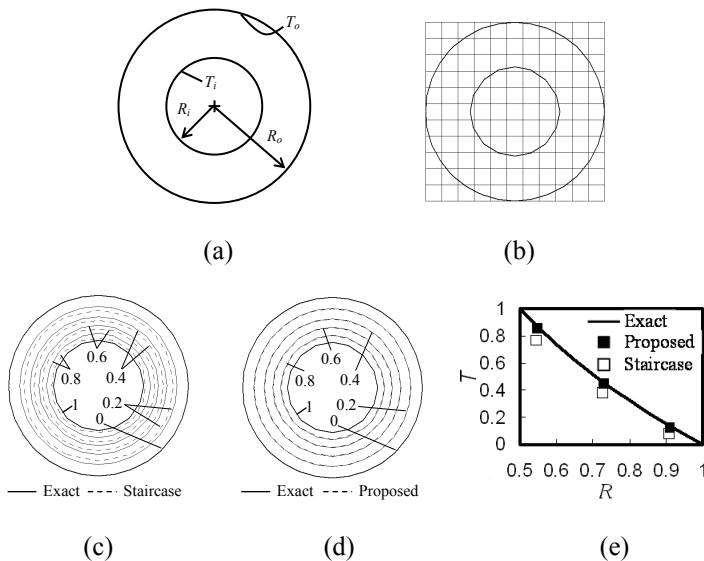 T_o
T_i
R_i
R_o
(a)
(b)
0.6
0.8
0.4
0.2
1
0
Exact
Staircase
(c)
0.6
0.8
0.4
0.2
1
0
Exact
Proposed
(d)
1
0.8
0.6
0.4
0.2
0
T
Exact
Proposed
Staircase
0.5 0.6 0.7 0.8 0.9 1
R
(e)